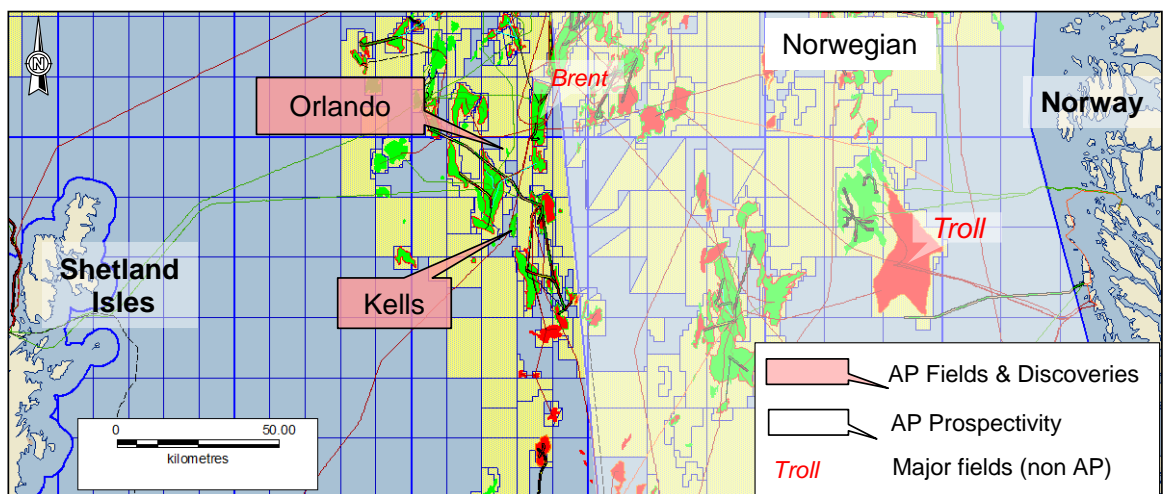 Norwegian
Brent
Orlando
Norway
N
Troll
Shetland
Isles
Kells
AP Fields & Discoveries
0 50.00
kilometres
AP Prospectivity
Troll Major fields (non AP)